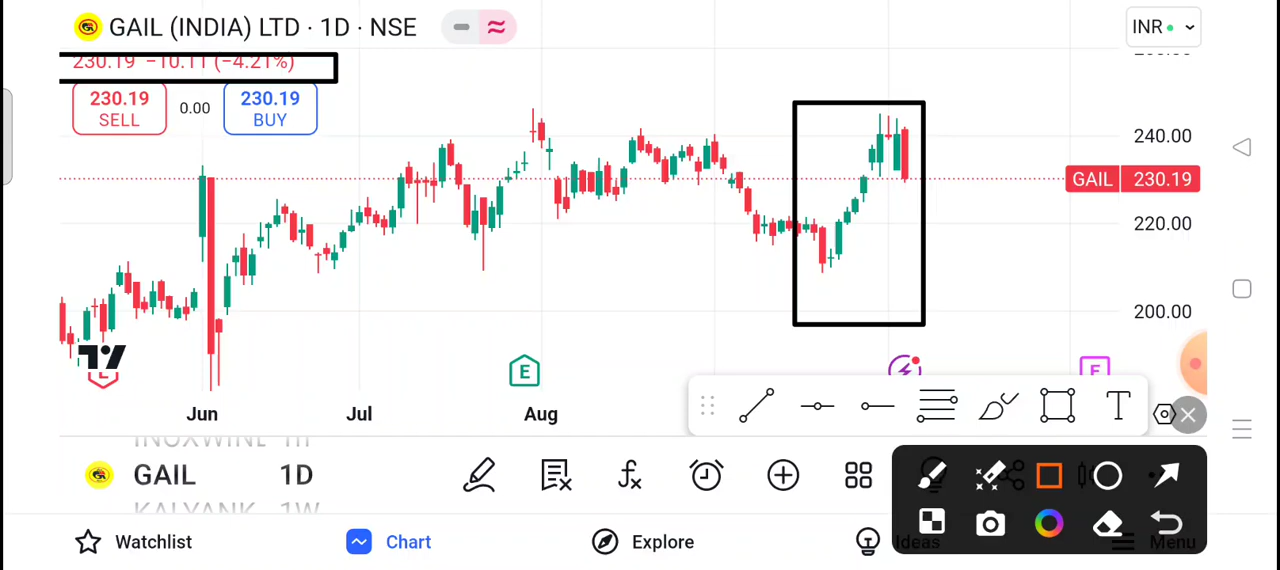 GAIL (INDIA) LTD · 1D · NSE
INR
230.19 −10.11 (−4.21%)
230.19
SELL
0.00
230.19
BUY
240.00
GAIL 230.19
220.00
200.00
E
E
Jun Jul Aug
T
INOXWIND 1H
GAIL 1D
KALYANK 1W
Watchlist
Chart
Explore
Ideas
Menu